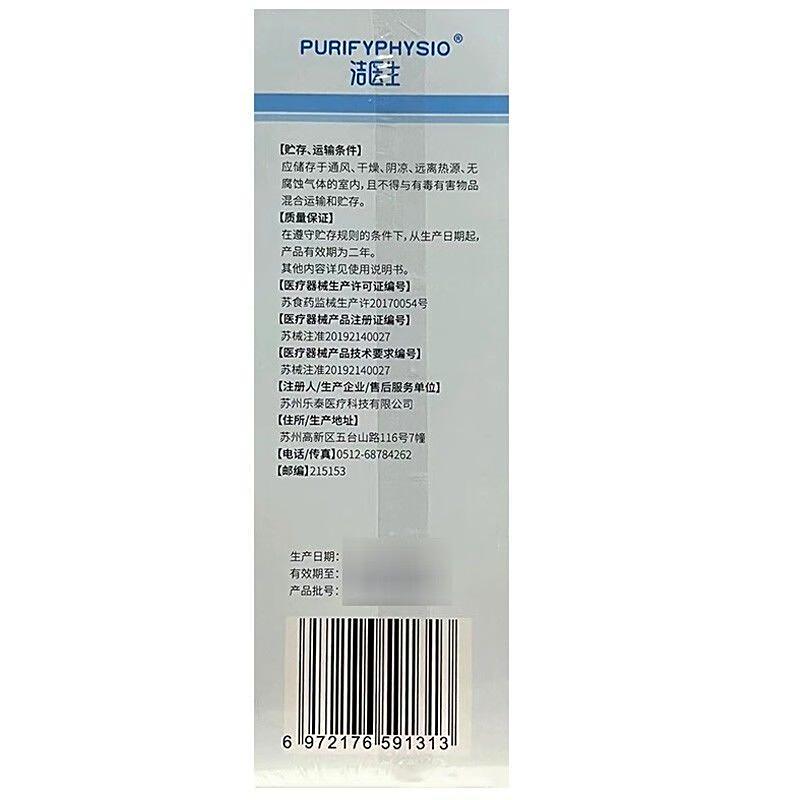 PURIFYPHYSIO®
洁医生
【贮存、运输条件】
应储存于通风、干燥、阴凉、远离热源、无
腐蚀气体的室内,且不得与有毒有害物品
混合运输和贮存。
【质量保证】
在遵守贮存规则的条件下,从生产日期起,
产品有效期为二年。
其他内容详见使用说明书。
【医疗器械生产许可证编号】
苏食药监械生产许20170054号
【医疗器械产品注册证编号】
苏械注准20192140027
【医疗器械产品技术要求编号】
苏械注准20192140027
【注册人/生产企业/售后服务单位】
苏州乐泰医疗科技有限公司
【住所/生产地址】
苏州高新区五台山路116号7幢
【电话/传真】0512-68784262
【邮编】215153
生产日期:
有效期至:
产品批号:
6 972176 591313